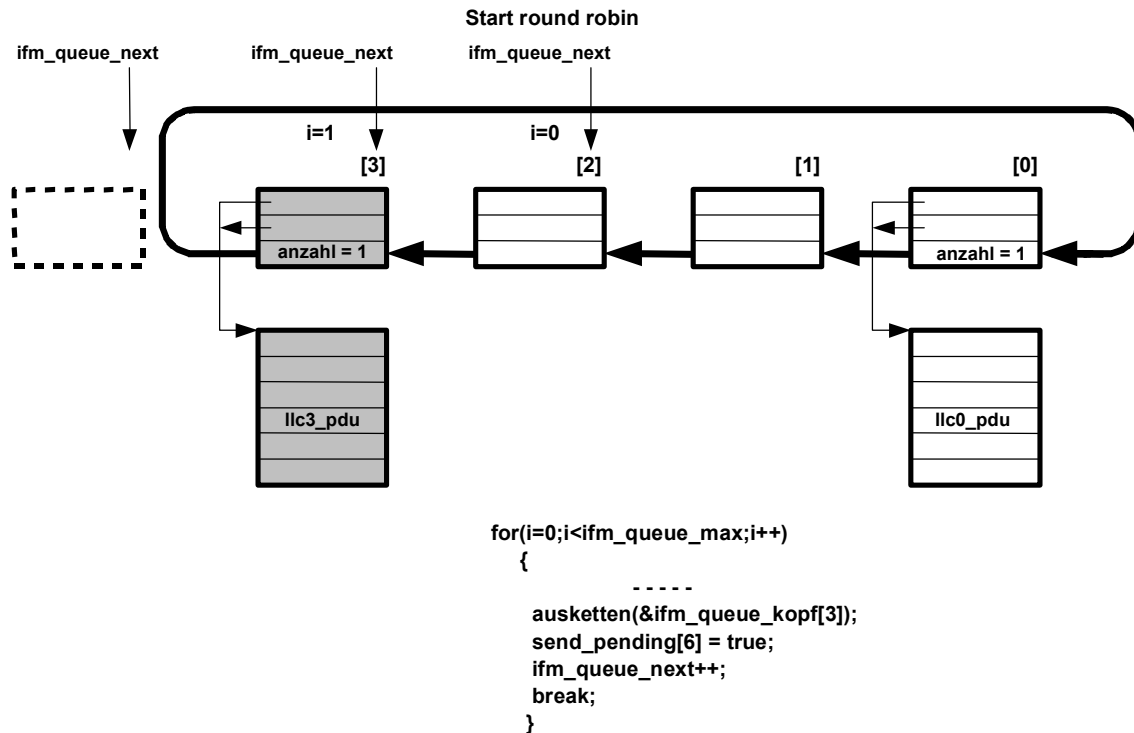 Start round robin
ifm_queue_next ifm_queue_next ifm_queue_next
i=1 i=0
[3] [2] [1] [0]
anzahl = 1 anzahl = 1
llc3_pdu llc0_pdu
for(i=0;i<ifm_queue_max;i++)
{
- - - - -
ausketten(&ifm_queue_kopf[3]);
send_pending[6] = true;
ifm_queue_next++;
break;
}